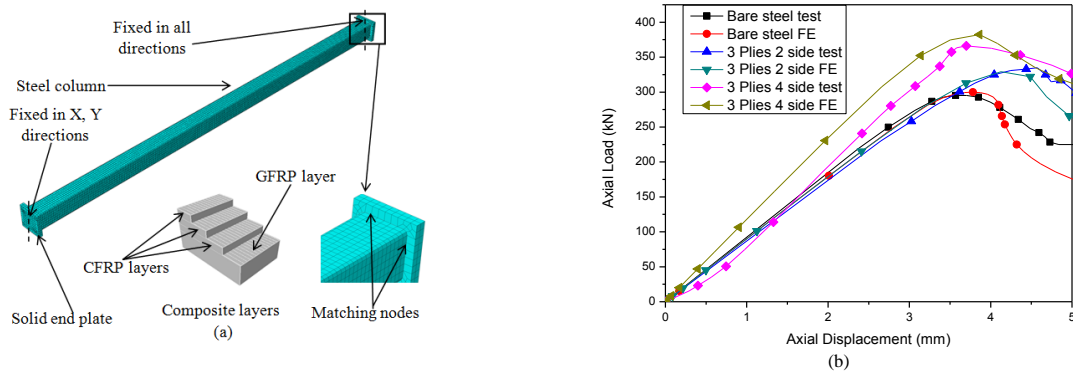 Fixed in all
directions
Steel column
Fixed in X, Y
directions
GFRP layer
CFRP layers
Solid end plate
Composite layers
Matching nodes
(a)
Bare steel test
Bare steel FE
3 Plies 2 side test
3 Plies 2 side FE
3 Plies 4 side test
3 Plies 4 side FE
Axial Load (kN)
400
350
300
250
200
150
100
50
0
0 1 2 3 4 5
Axial Displacement (mm)
(b)